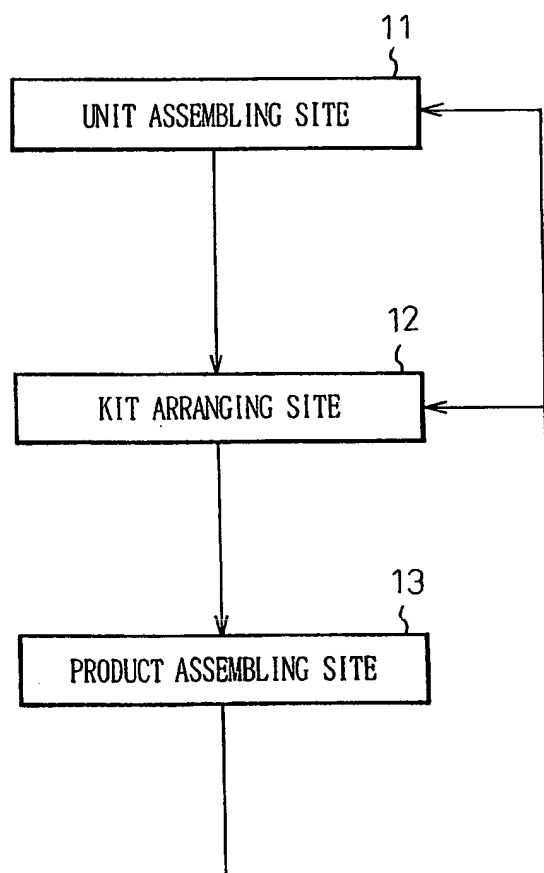 11
UNIT ASSEMBLING SITE
12
KIT ARRANGING SITE
13
PRODUCT ASSEMBLING SITE